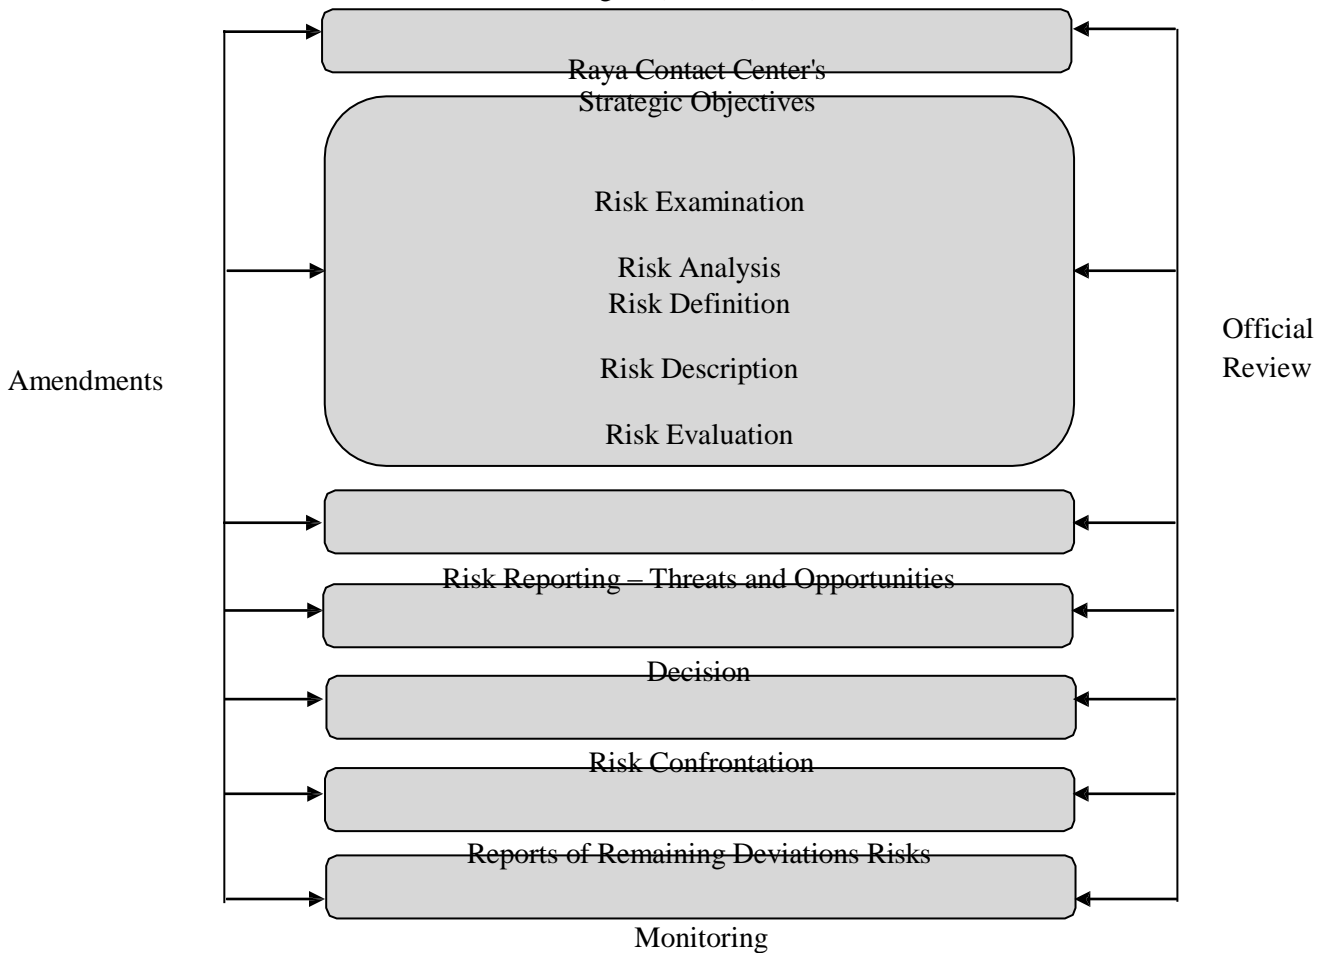 Raya Contact Center's
Strategic Objectives
Risk Examination
Risk Analysis
Risk Definition
Risk Description
Risk Evaluation
Amendments
Official
Review
Risk Reporting – Threats and Opportunities
Decision
Risk Confrontation
Reports of Remaining Deviations Risks
Monitoring